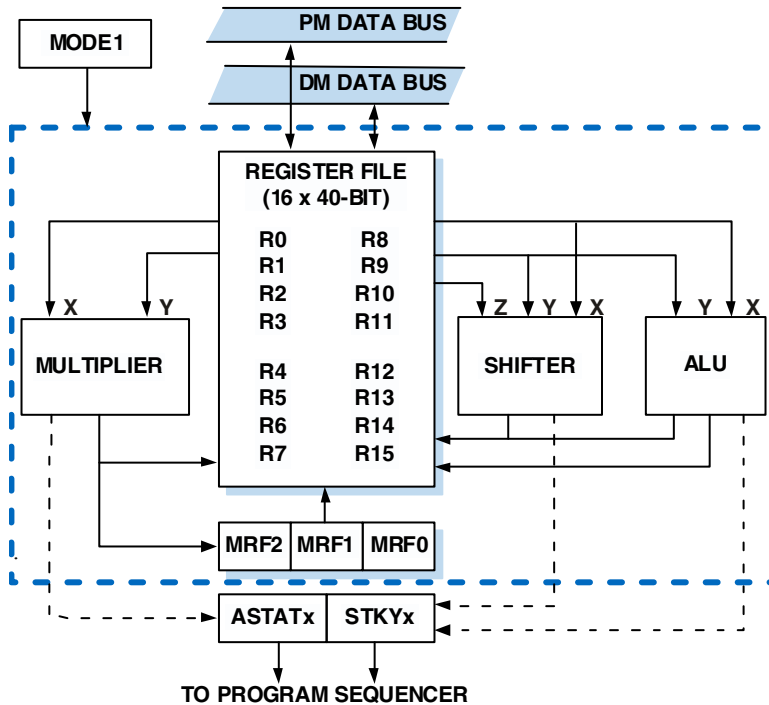 PM DATA BUS
MODE1
DM DATA BUS
REGISTER FILE
(16 x 40-BIT)
R0 R8
R1 R9
R2 R10
R3 R11
X Y Z Y X Y X
MULTIPLIER SHIFTER ALU
R4 R12
R5 R13
R6 R14
R7 R15
MRF2 MRF1 MRF0
ASTATx STKYx
TO PROGRAM SEQUENCER